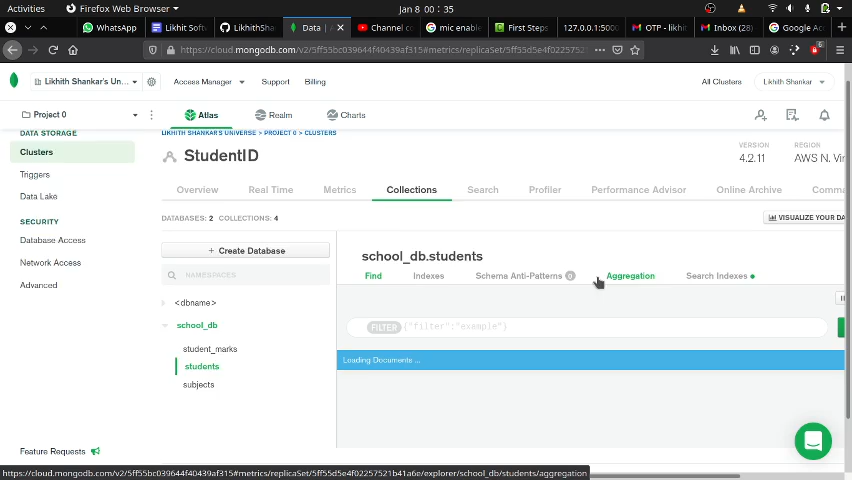 Activities Firefox Web Browser Jan 8 00:35
WhatsApp Likhit Soft LikhithShan Data | A Channel co mic enable First Steps 127.0.0.1:5000 OTP - likhit Inbox (28) Google Acc
https://cloud.mongodb.com/v2/5ff55bc039644f40439af315#metrics/replicaSet/5ff55d5e4f02257521 6
Likhith Shankar's Un... Access Manager Support Billing All Clusters Likhith Shankar
Project 0 Atlas Realm Charts
DATA STORAGE
LIKHITH SHANKAR'S UNIVERSE > PROJECT 0 > CLUSTERS
Clusters
StudentID
VERSION REGION
4.2.11 AWS N. Vir
Triggers
Data Lake
Overview Real Time Metrics Collections Search Profiler Performance Advisor Online Archive Comma
SECURITY
DATABASES: 2 COLLECTIONS: 4
VISUALIZE YOUR DA
Database Access
Network Access
Advanced
+ Create Database
NAMESPACES
<dbname>
school_db
student_marks
students
subjects
school_db.students
Find Indexes Schema Anti-Patterns 0 Aggregation Search Indexes
FILTER {"filter":"example"}
Loading Documents ...
Feature Requests
https://cloud.mongodb.com/v2/5ff55bc039644f40439af315#metrics/replicaSet/5ff55d5e4f02257521b41a6e/explorer/school_db/students/aggregation